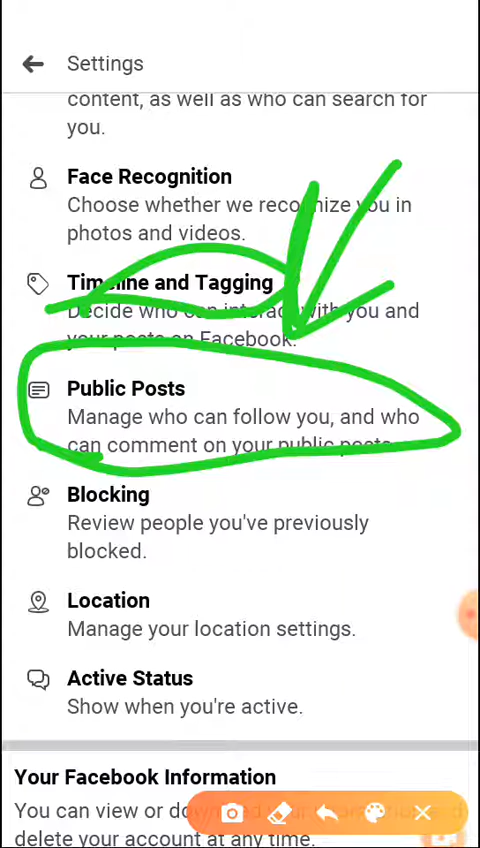 Settings
content, as well as who can search for
you.
Face Recognition
Choose whether we recognize you in
photos and videos.
Timeline and Tagging
Decide who can interact with you and
your posts on Facebook.
Public Posts
Manage who can follow you, and who
can comment on your public posts.
Blocking
Review people you've previously
blocked.
Location
Manage your location settings.
Active Status
Show when you're active.
Your Facebook Information
You can view or
delete your account at any time.